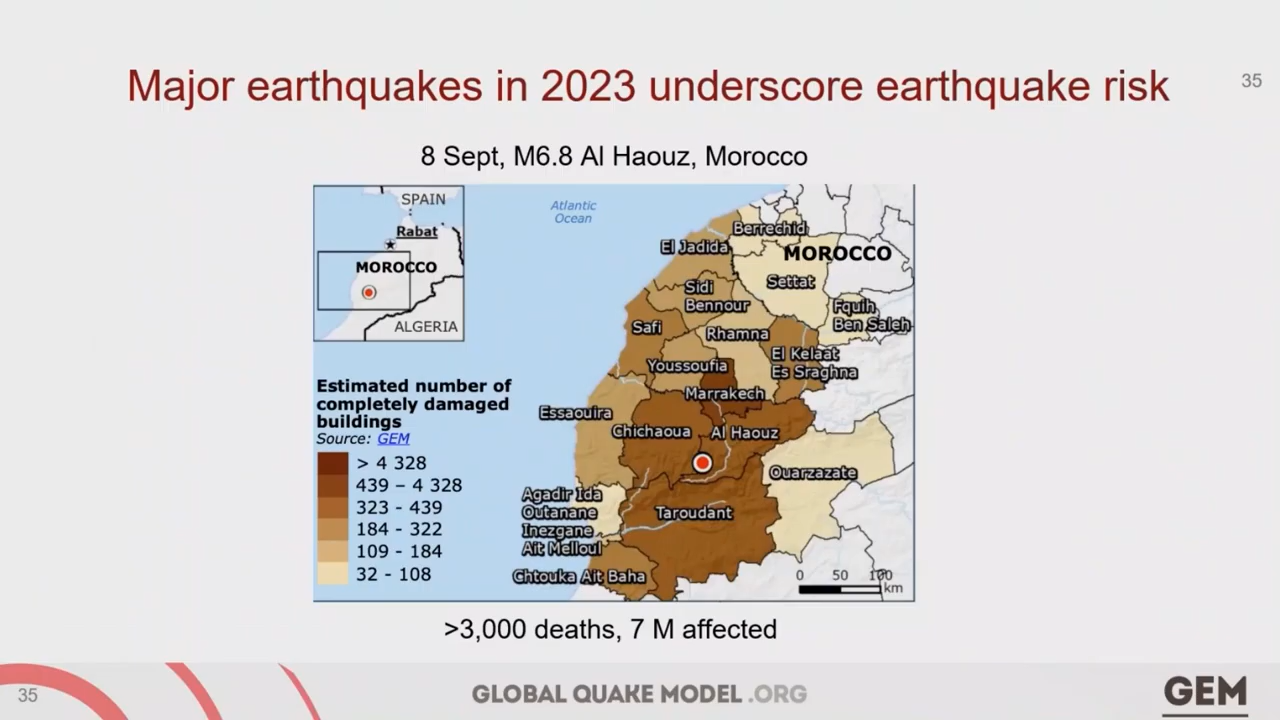 Major earthquakes in 2023 underscore earthquake risk
35
8 Sept, M6.8 Al Haouz, Morocco
SPAIN
Rabat
MOROCCO
ALGERIA
Atlantic
Ocean
Berrechid
El Jadida
MOROCCO
Settat
Sidi
Bennour
Fquih
Ben Saleh
Safi
Rhamna
El Kelaat
Es Sraghna
Youssoufia
Marrakech
Essaouira
Chichaoua
Al Haouz
Ouarzazate
Agadir Ida
Outanane
Inezgane
Ait Melloul
Taroudant
Chtouka Ait Baha
Estimated number of
completely damaged
buildings
Source: GEM
> 4 328
439 – 4 328
323 - 439
184 - 322
109 - 184
32 - 108
0 50 100
km
>3,000 deaths, 7 M affected
35
GLOBAL QUAKE MODEL .ORG
GEM